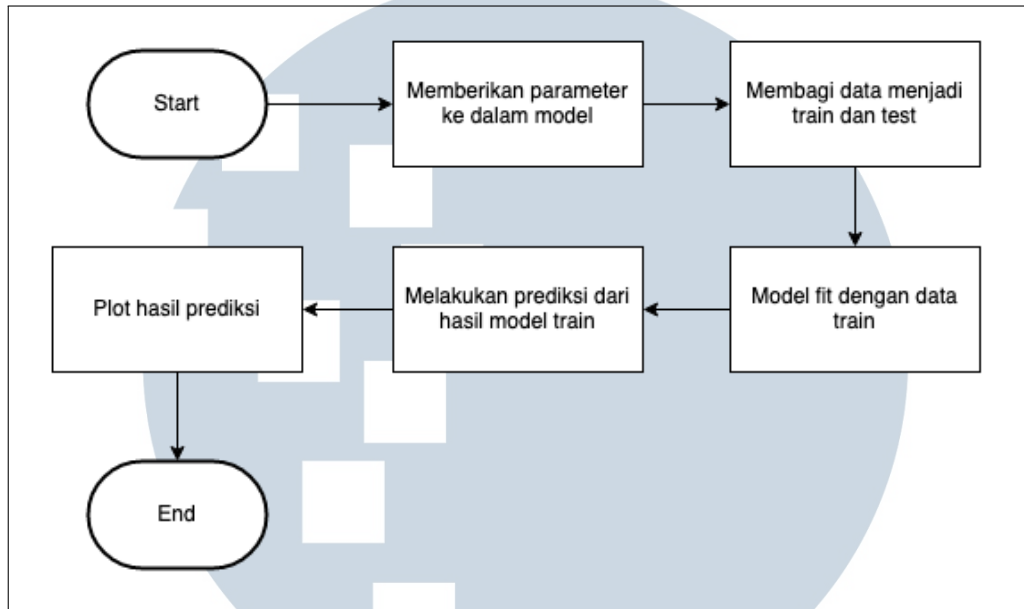 Start
Memberikan parameter
ke dalam model
Membagi data menjadi
train dan test
Model fit dengan data
train
Melakukan prediksi dari
hasil model train
Plot hasil prediksi
End